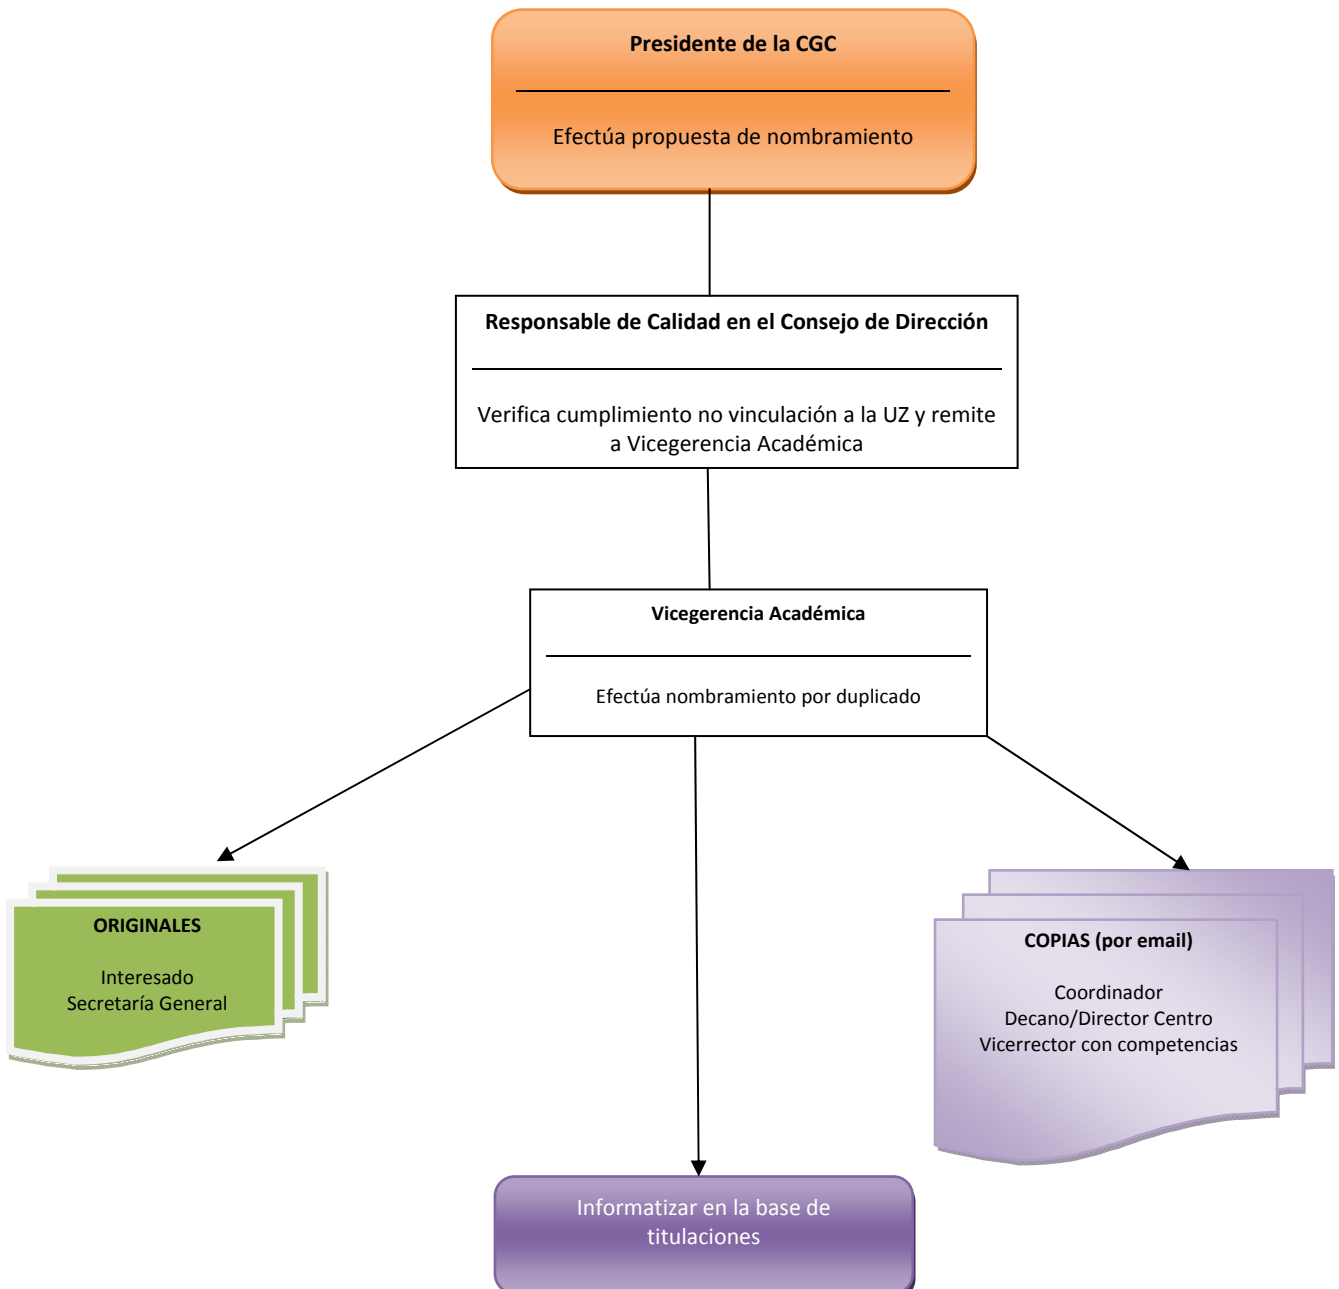 Presidente de la CGC
Efectúa propuesta de nombramiento
Responsable de Calidad en el Consejo de Dirección
Verifica cumplimiento no vinculación a la UZ y remite
a Vicegerencia Académica
Vicegerencia Académica
Efectúa nombramiento por duplicado
ORIGINALES
Interesado
Secretaría General
COPIAS (por email)
Coordinador
Decano/Director Centro
Vicerrector con competencias
Informatizar en la base de
titulaciones